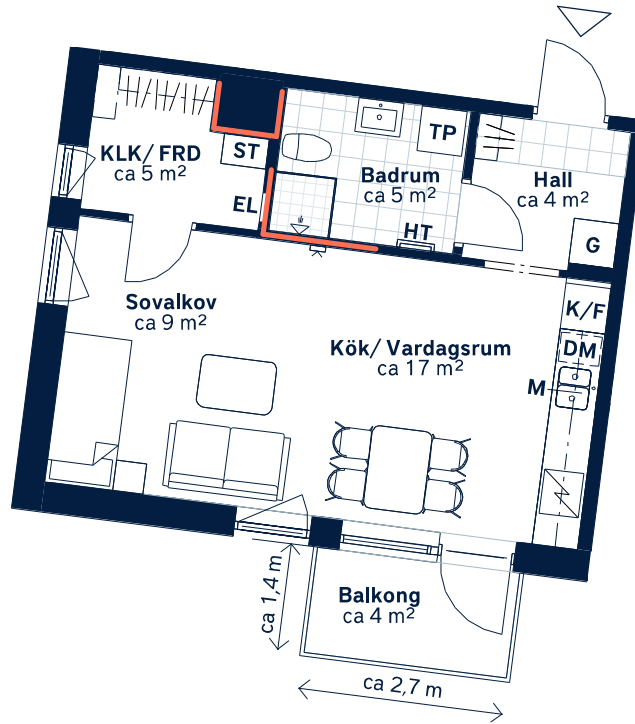 TP
KLK/ FRD
ca 5 m²
ST
Badrum
ca 5 m²
Hall
ca 4 m²
EL
HT
G
Sovalkov
ca 9 m²
K/F
Kök/ Vardagsrum
ca 17 m²
DM
M
ca 1,4 m
Balkong
ca 4 m²
ca 2,7 m